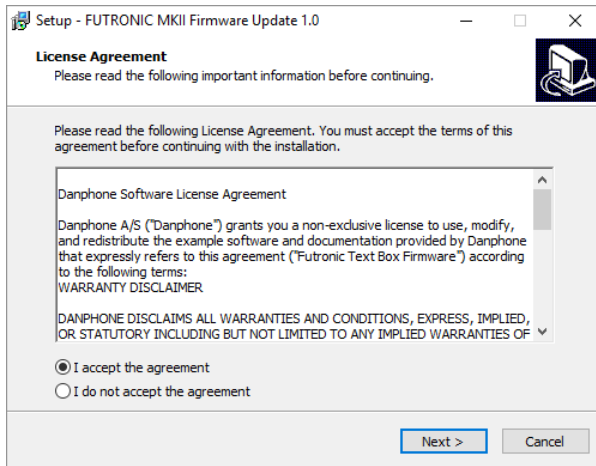 Setup - FUTRONIC MKII Firmware Update 1.0
License Agreement
Please read the following important information before continuing.
Please read the following License Agreement. You must accept the terms of this
agreement before continuing with the installation.
Danphone Software License Agreement
Danphone A/S ("Danphone") grants you a non-exclusive license to use, modify,
and redistribute the example software and documentation provided by Danphone
that expressly refers to this agreement ("Futronic Text Box Firmware") according
to the following terms:
WARRANTY DISCLAIMER
DANPHONE DISCLAIMS ALL WARRANTIES AND CONDITIONS, EXPRESS, IMPLIED,
OR STATUTORY INCLUDING BUT NOT LIMITED TO ANY IMPLIED WARRANTIES OF
I accept the agreement
I do not accept the agreement
Next >
Cancel